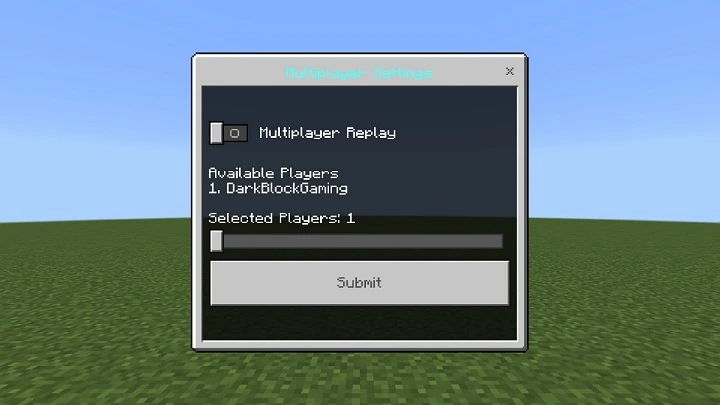 Multiplayer Settings
x
Multiplayer Replay
Available Players
1. DarkBlockGaming
Selected Players: 1
Submit